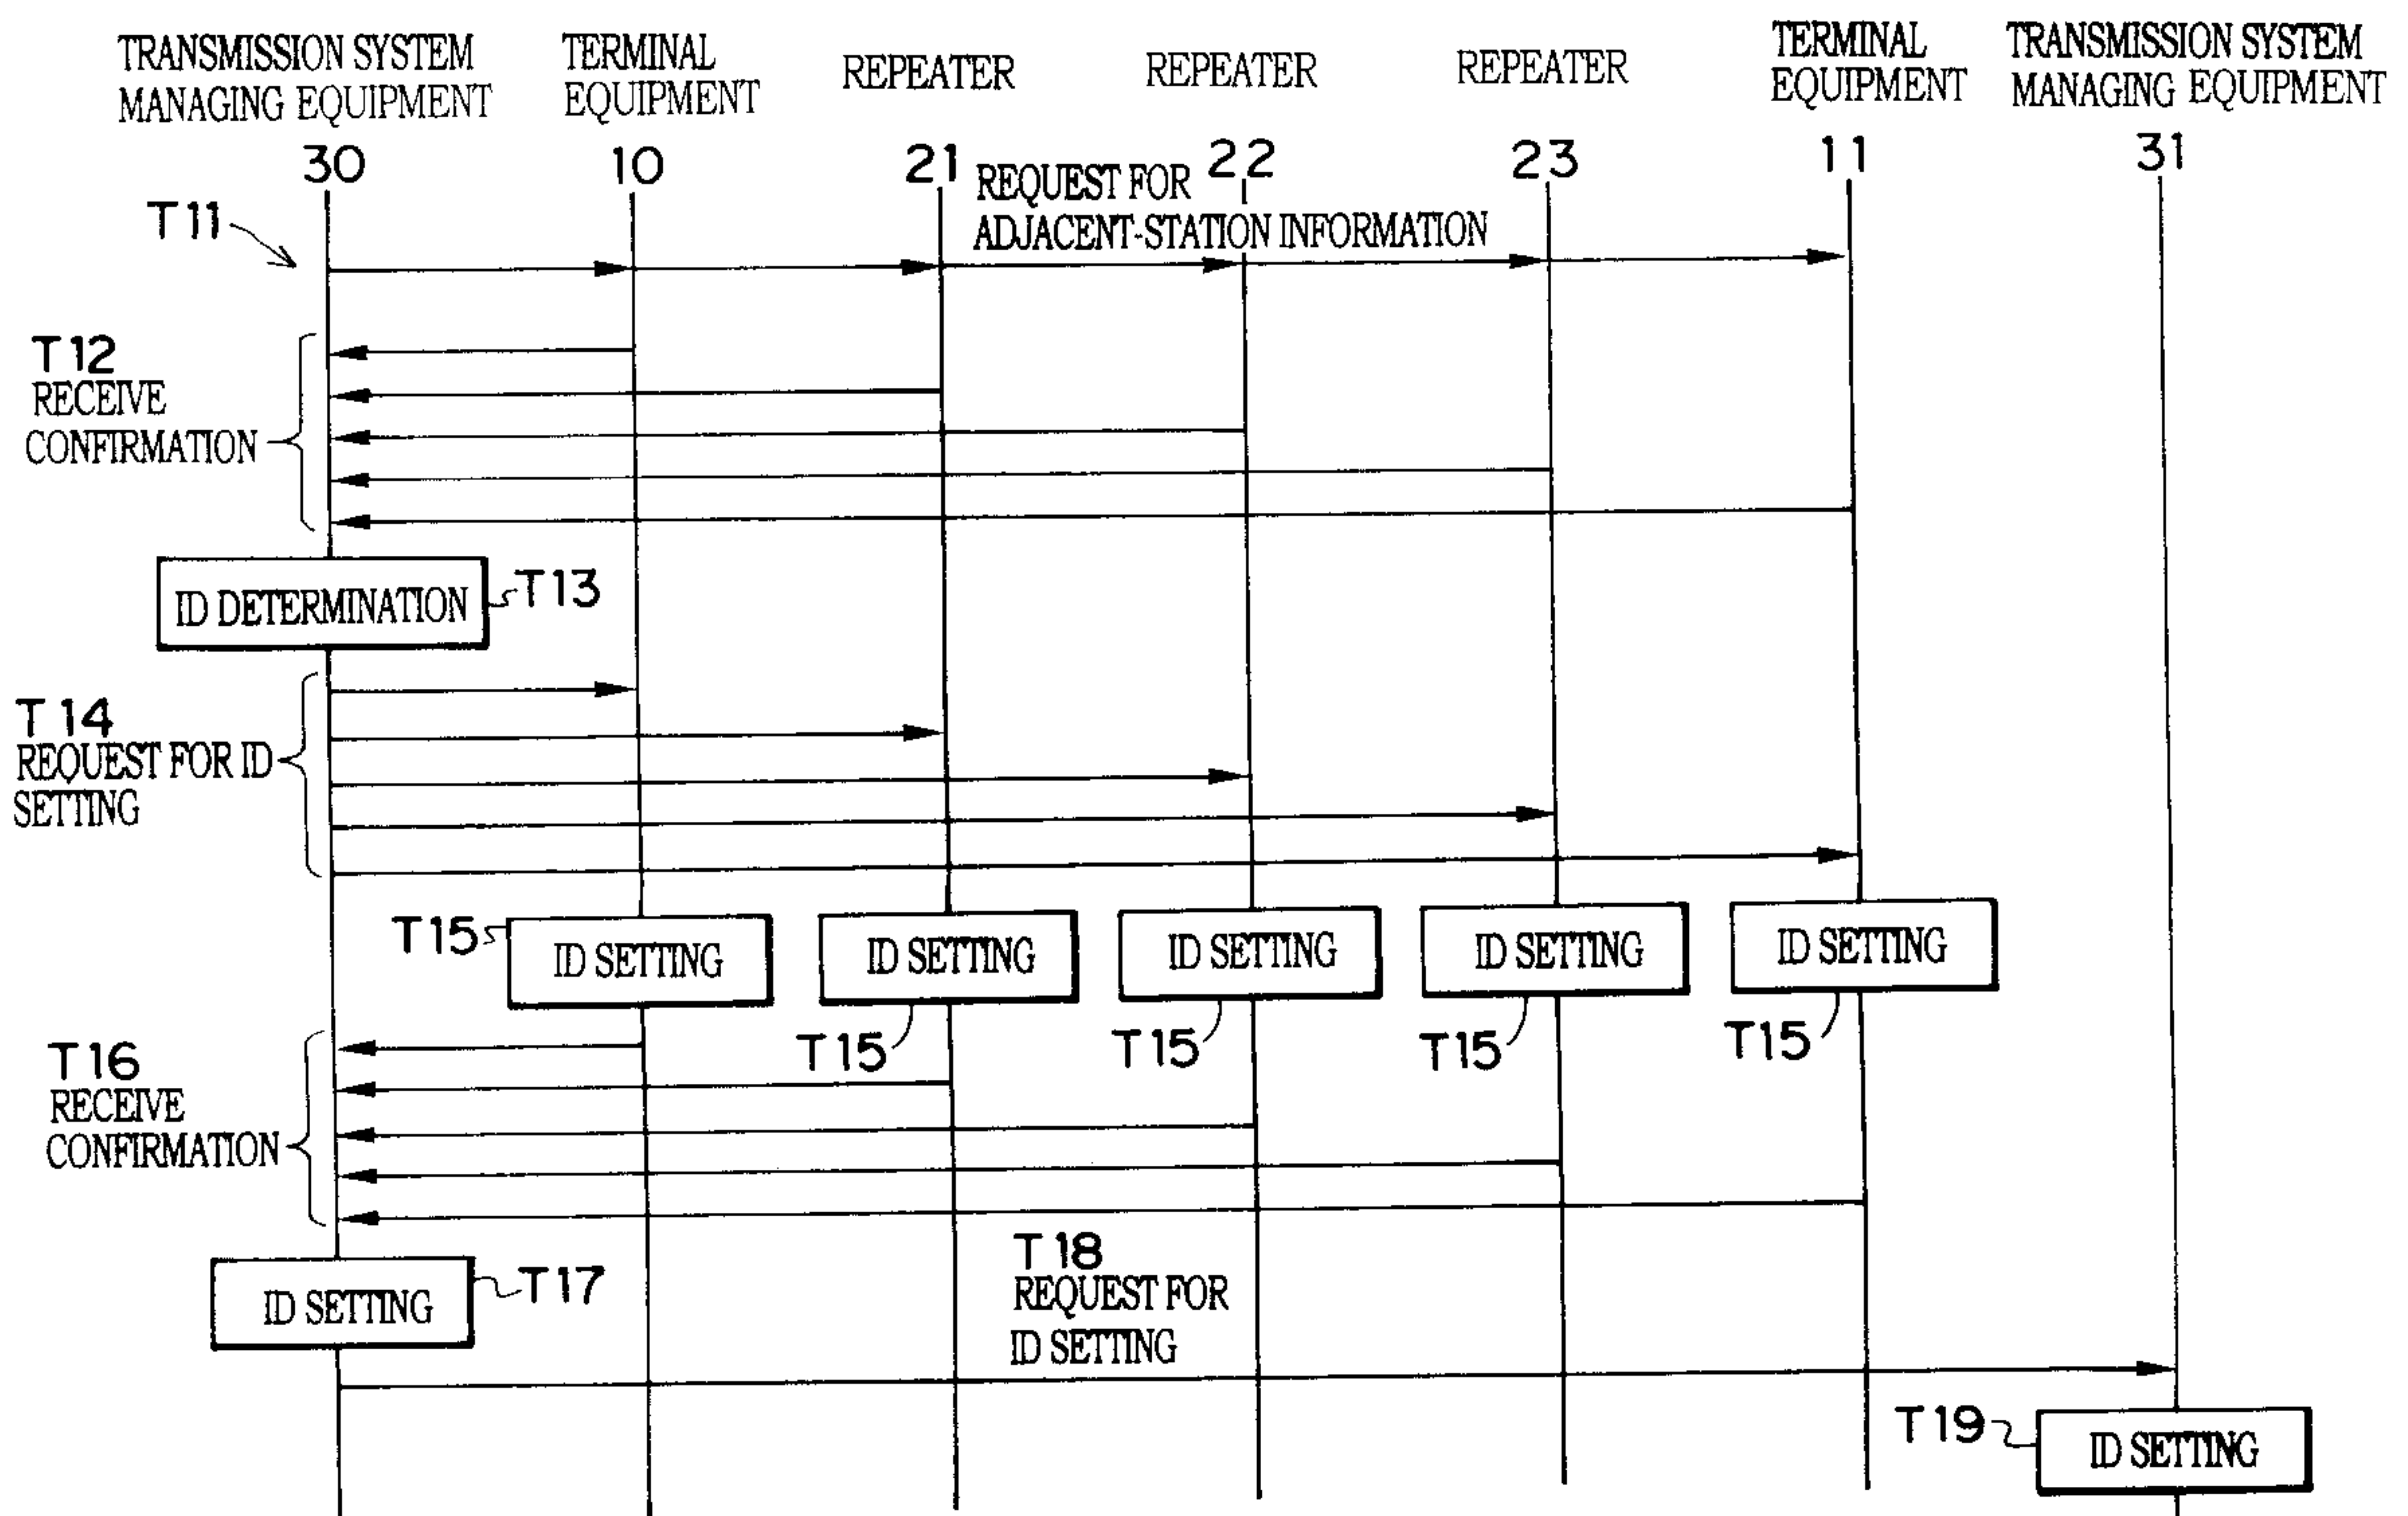 TRANSMISSION SYSTEM
MANAGING EQUIPMENT
TERMINAL
EQUIPMENT
REPEATER
REPEATER
REPEATER
TERMINAL
EQUIPMENT
TRANSMISSION SYSTEM
MANAGING EQUIPMENT
30
10
21
22
23
11
31
T11
REQUEST FOR
ADJACENT-STATION INFORMATION
T12
RECEIVE
CONFIRMATION
ID DETERMINATION
T13
T14
REQUEST FOR ID
SETTING
T15
ID SETTING
ID SETTING
ID SETTING
ID SETTING
ID SETTING
T15
T15
T15
T15
T16
RECEIVE
CONFIRMATION
ID SETTING
T17
T18
REQUEST FOR
ID SETTING
T19
ID SETTING